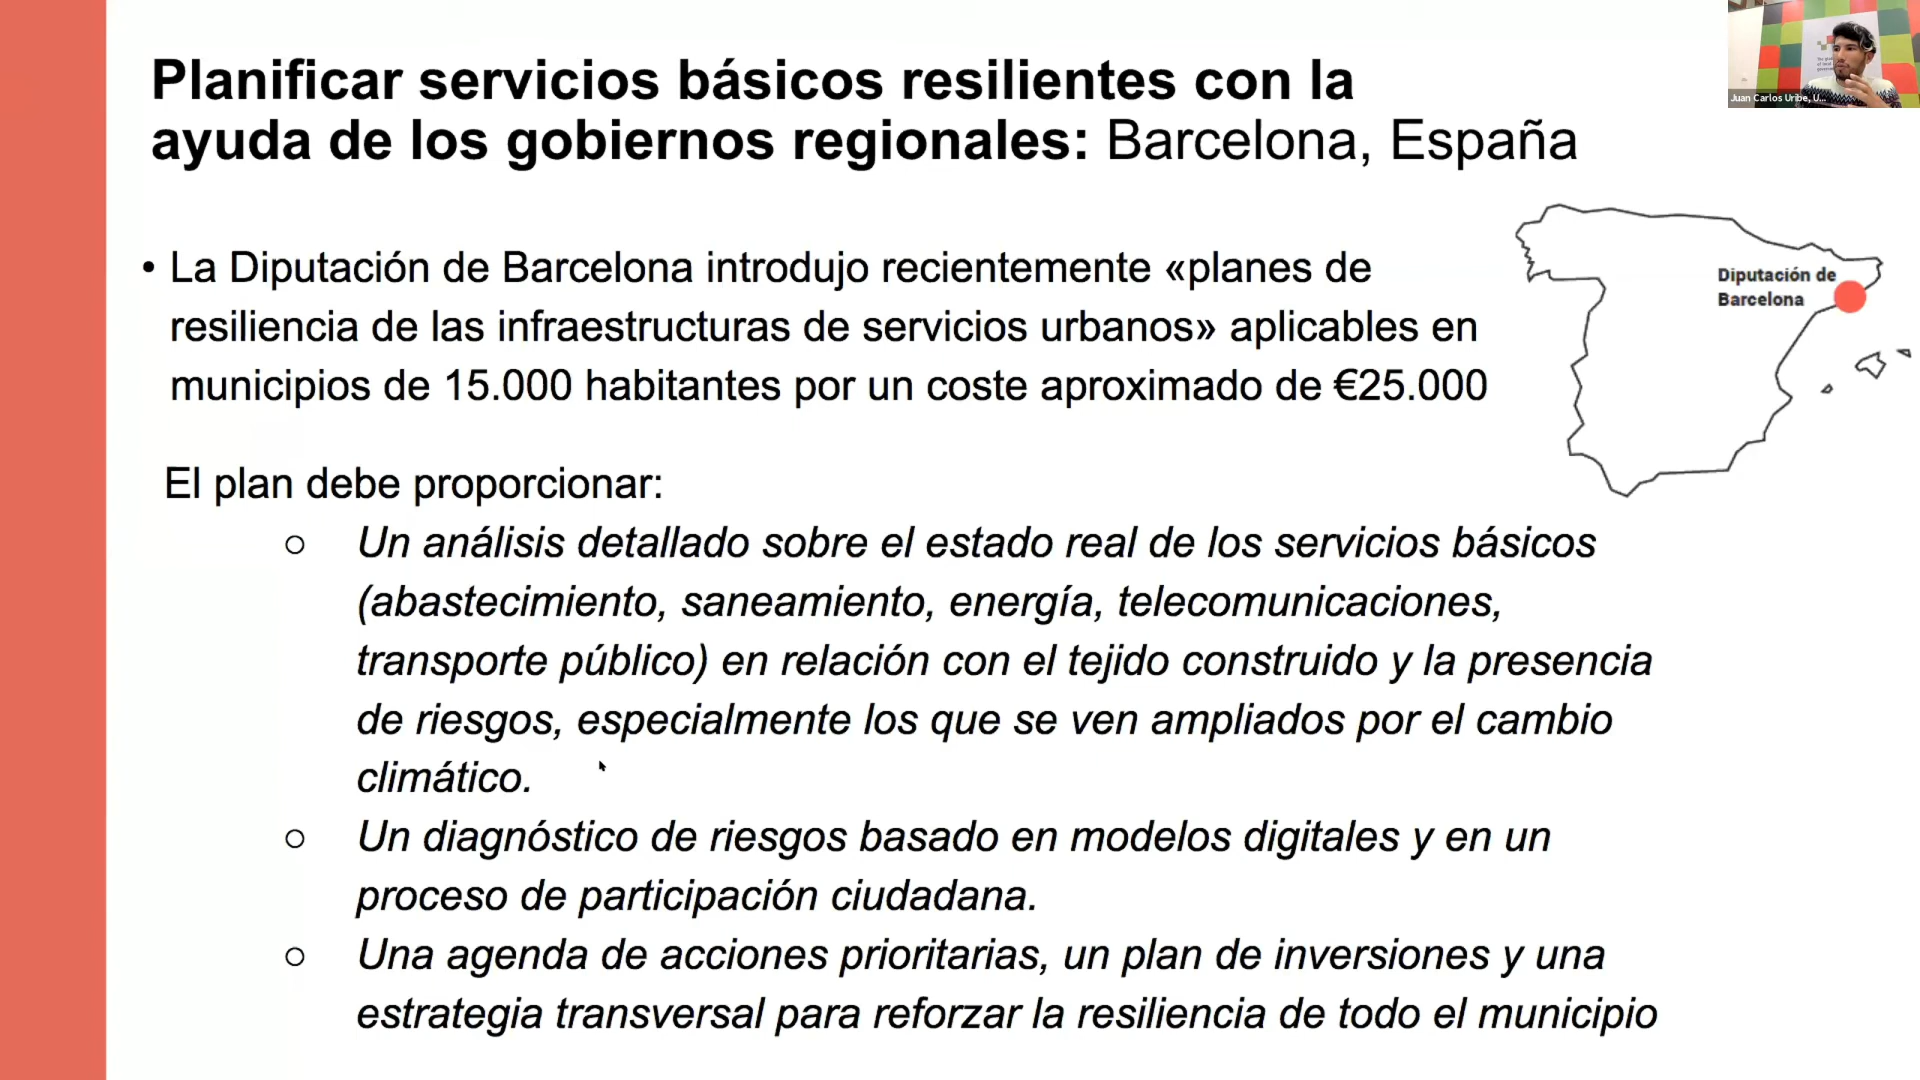 Planificar servicios básicos resilientes con la
ayuda de los gobiernos regionales: Barcelona, España
Juan Carlos Uribe, U...
• La Diputación de Barcelona introdujo recientemente «planes de
resiliencia de las infraestructuras de servicios urbanos» aplicables en
municipios de 15.000 habitantes por un coste aproximado de €25.000
Diputación de
Barcelona
El plan debe proporcionar:
○ Un análisis detallado sobre el estado real de los servicios básicos
(abastecimiento, saneamiento, energía, telecomunicaciones,
transporte público) en relación con el tejido construido y la presencia
de riesgos, especialmente los que se ven ampliados por el cambio
climático.
○ Un diagnóstico de riesgos basado en modelos digitales y en un
proceso de participación ciudadana.
○ Una agenda de acciones prioritarias, un plan de inversiones y una
estrategia transversal para reforzar la resiliencia de todo el municipio